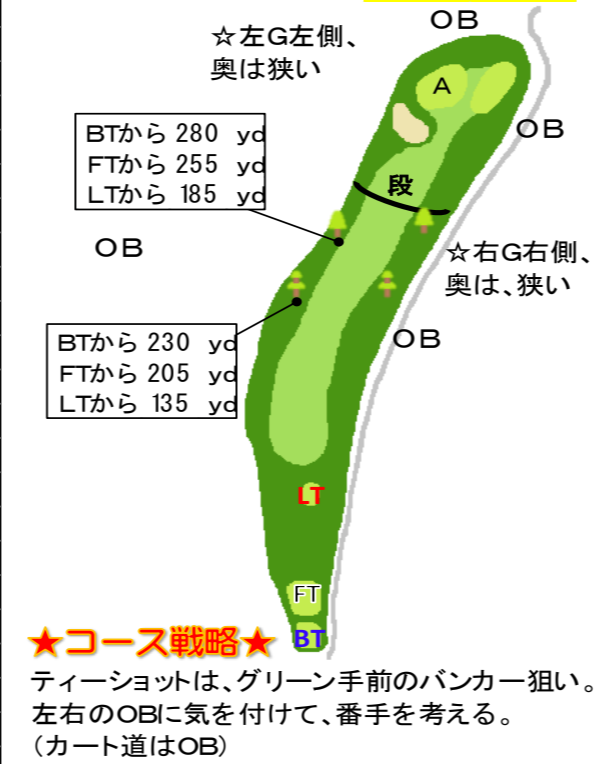 OB
☆左G左側、
奥は狭い
A
BTから 280 yd
FTから 255 yd
LTから 185 yd
OB
段
OB
☆右G右側、
奥は、狭い
BTから 230 yd
FTから 205 yd
LTから 135 yd
OB
LT
FT
BT
★コース戦略★
ティーショットは、グリーン手前のバンカー狙い。
左右のOBに気を付けて、番手を考える。
（カート道はOB）